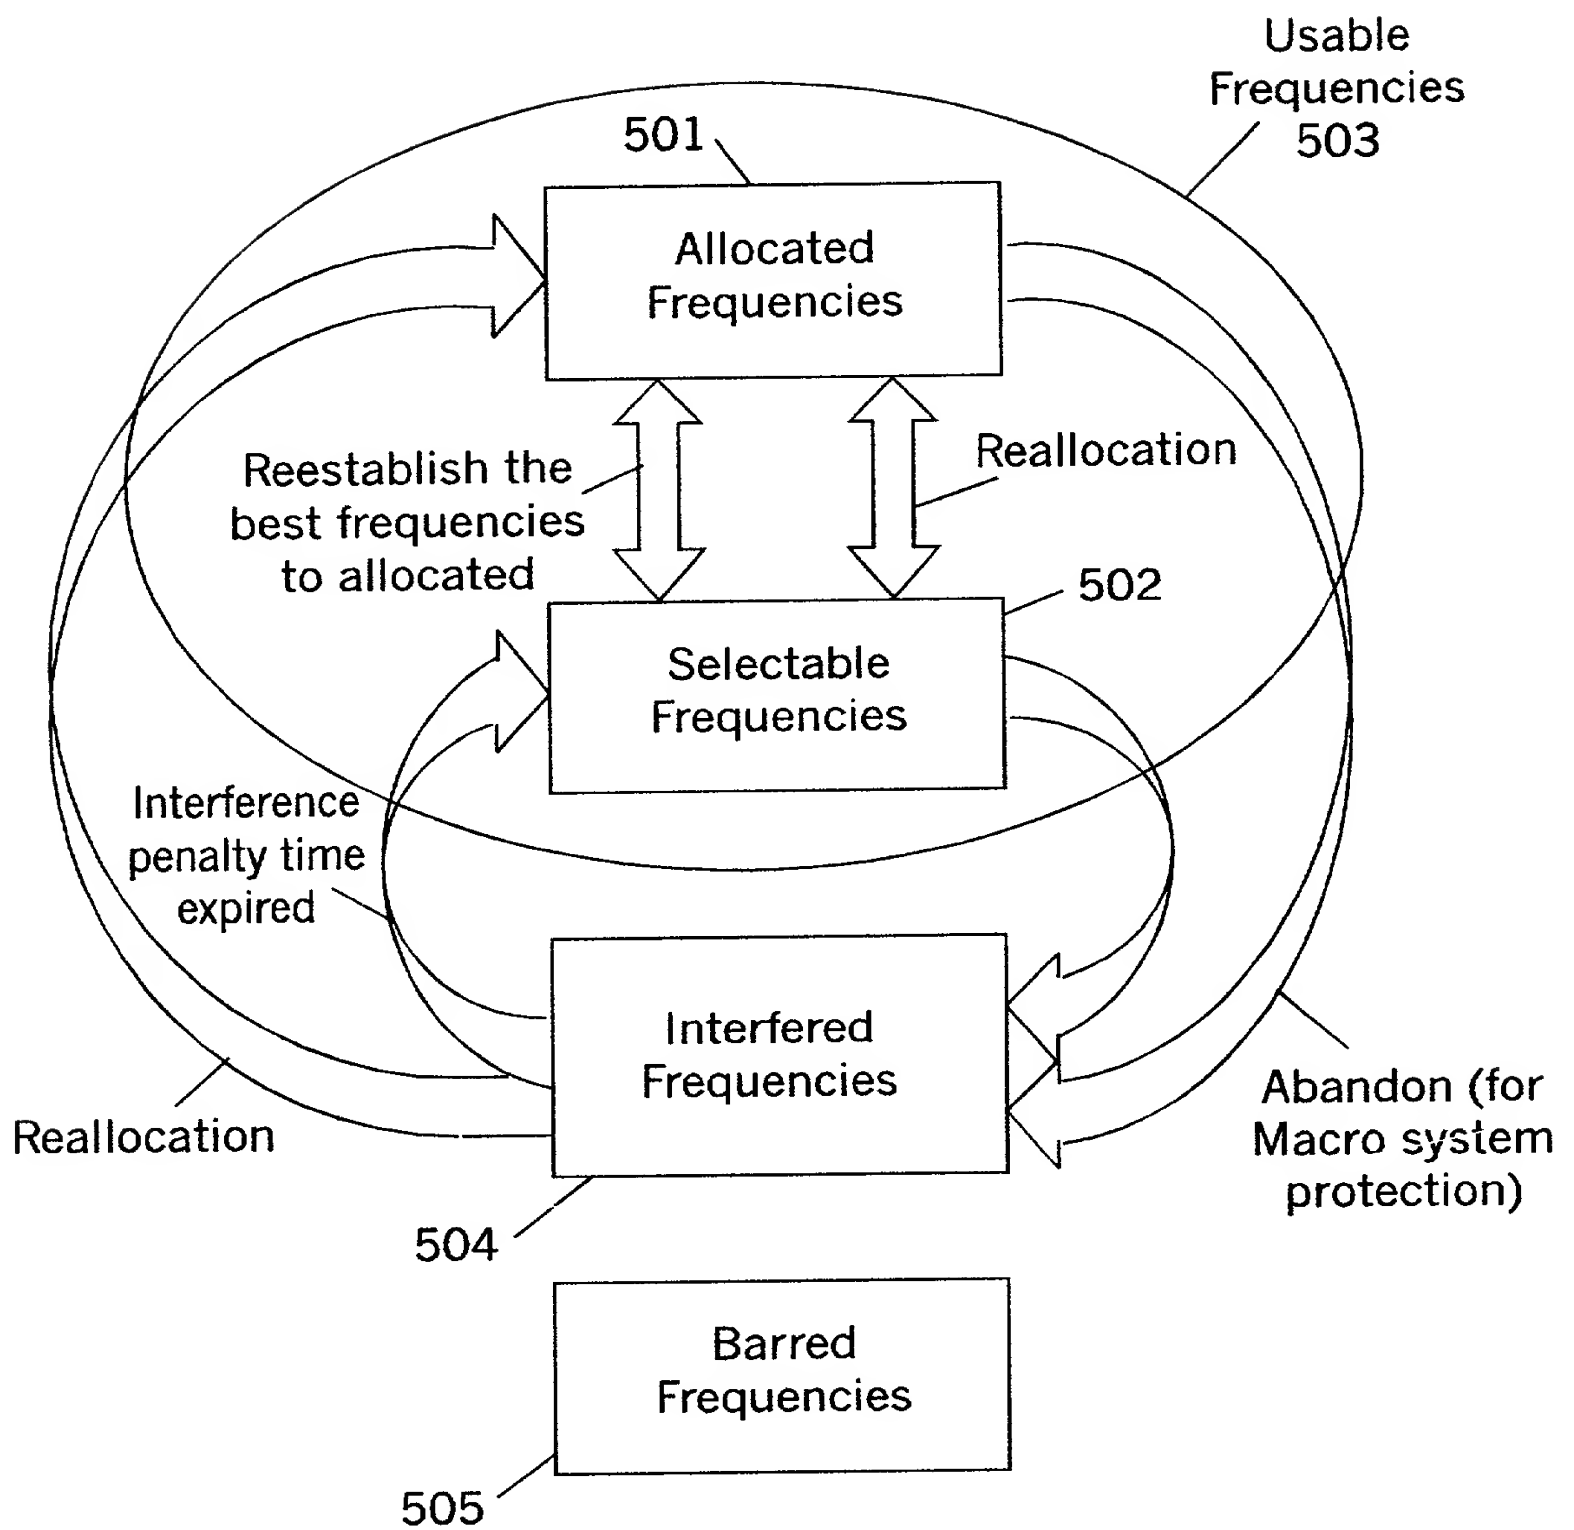 Usable
Frequencies
503
501
Allocated
Frequencies
Reestablish the
best frequencies
to allocated
Reallocation
502
Selectable
Frequencies
Interference
penalty time
expired
Interfered
Frequencies
Reallocation
Abandon (for
Macro system
protection)
504
Barred
Frequencies
505